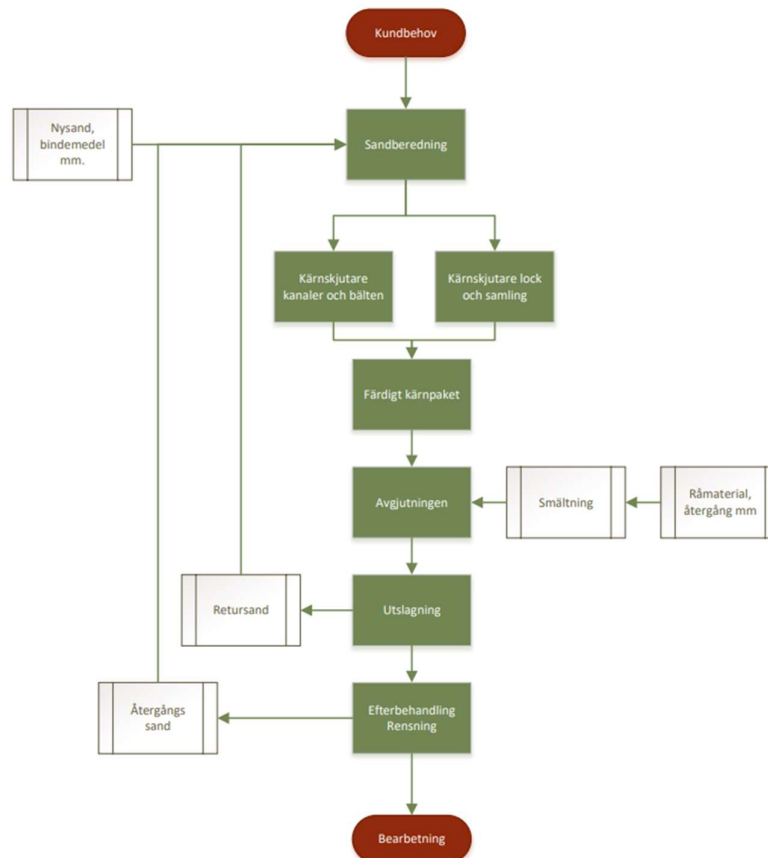 Kundbehov
Nysand,
bindemedel
mm.
Sandberedning
Kärnskjutare
kanaler och bälten
Kärnskjutare lock
och samling
Färdigt kärnpaket
Avgjutningen
Smältning
Råmaterial,
återgång mm
Retursand
Utslagning
Återgångs
sand
Efterbehandling
Rensning
Bearbetning